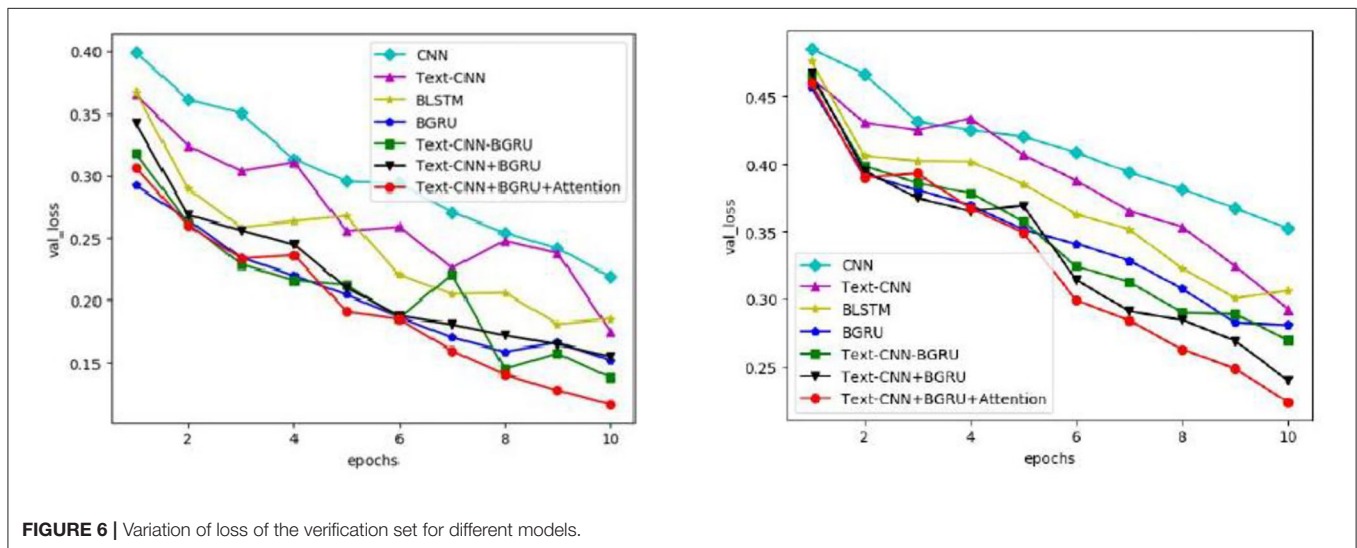 0.40
0.35
0.30
0.25
0.20
0.15
val_loss
2
4
6
8
10
epochs
CNN
Text-CNN
BLSTM
BGRU
Text-CNN-BGRU
Text-CNN+BGRU
Text-CNN+BGRU+Attention
0.45
0.40
0.35
0.30
0.25
val_loss
2
4
6
8
10
epochs
CNN
Text-CNN
BLSTM
BGRU
Text-CNN-BGRU
Text-CNN+BGRU
Text-CNN+BGRU+Attention
FIGURE 6 | Variation of loss of the verification set for different models.